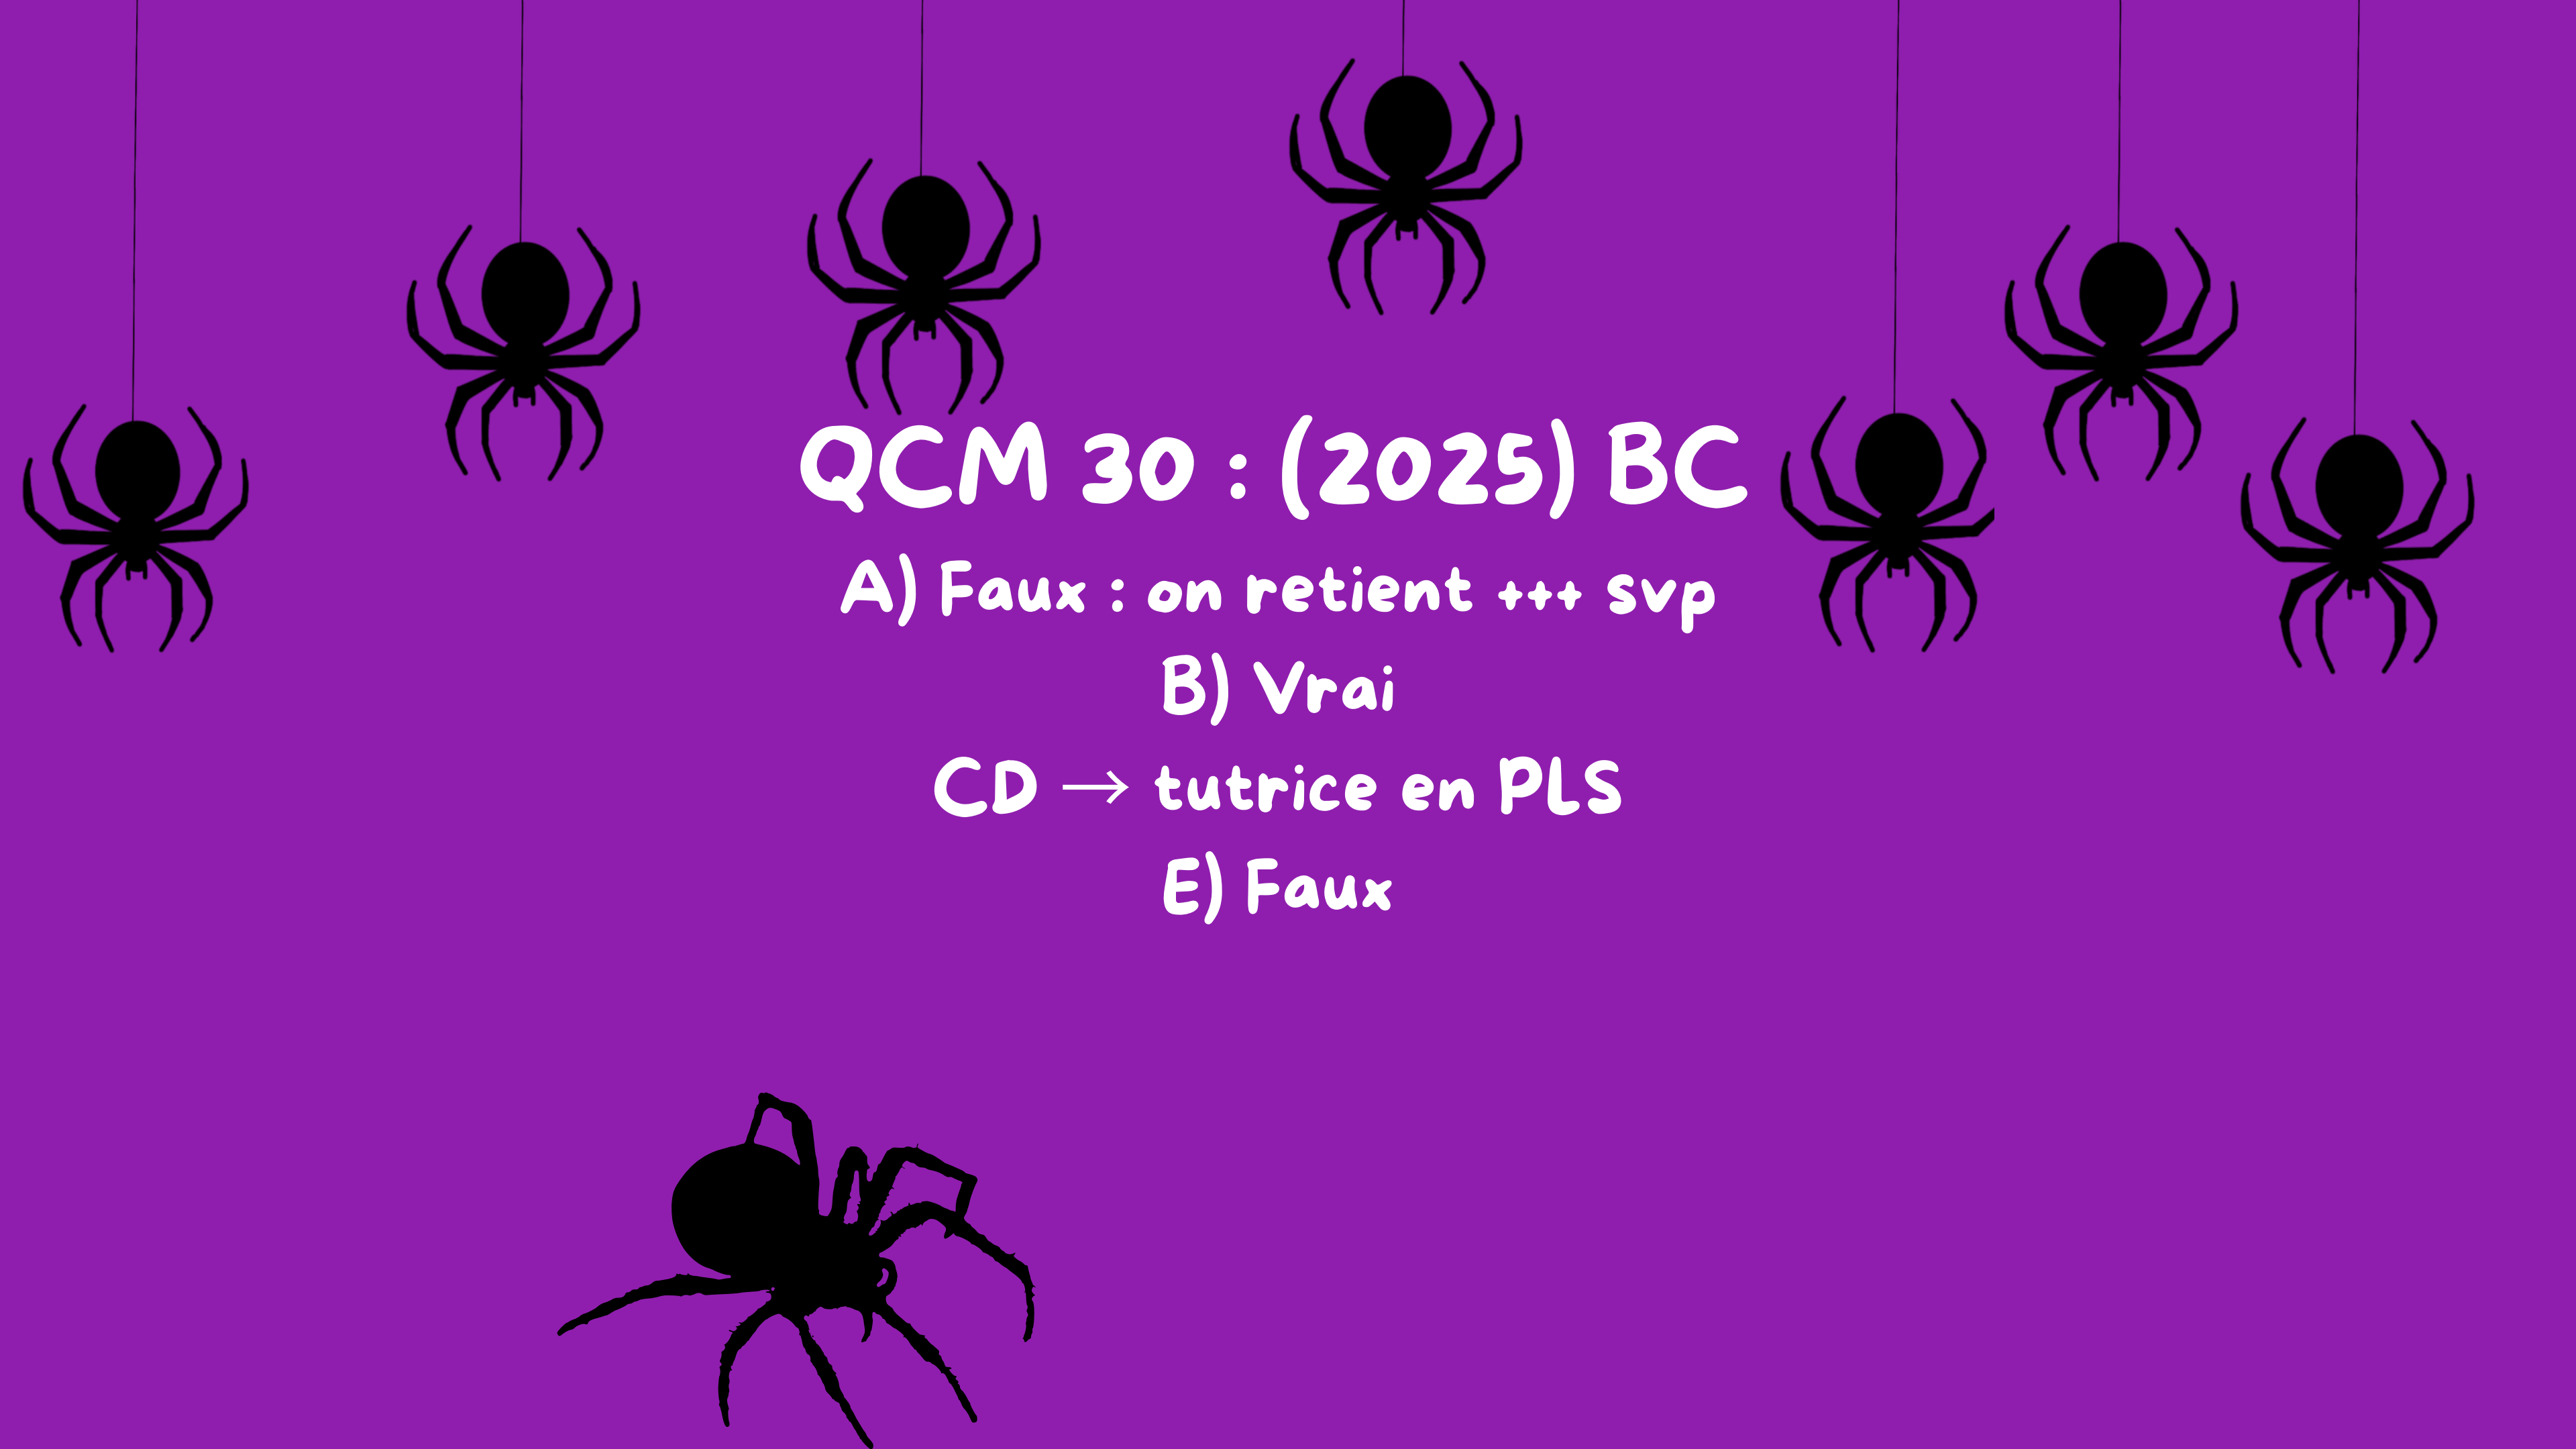 QCM 30 : (2025) BC
A) Faux : on retient +++ svp
B) Vrai
CD → tutrice en PLS
E) Faux